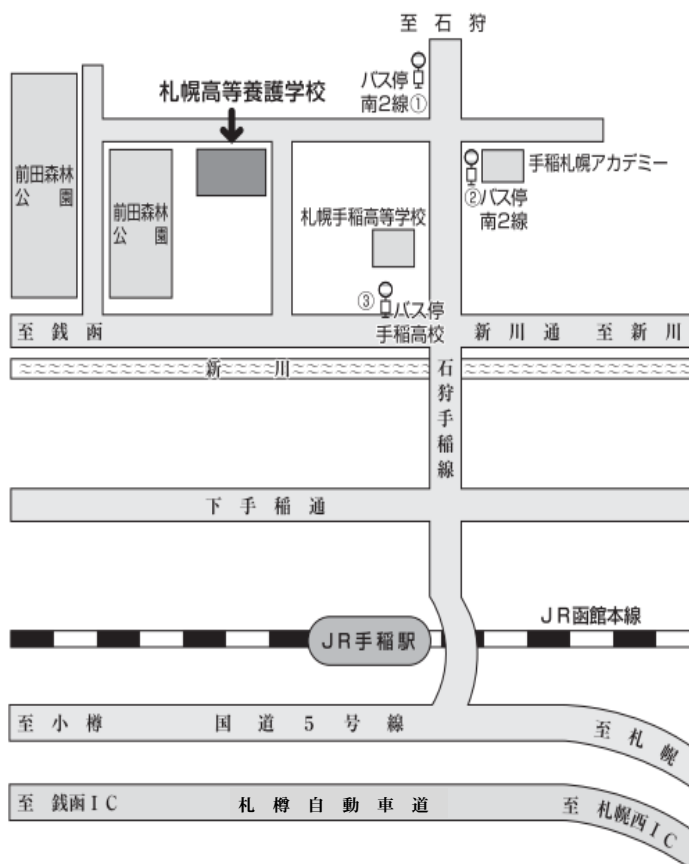 至石狩
バス停
南2線①
札幌高等養護学校
手稲札幌アカデミー
②バス停
南2線
前田森林
公園
前田森林
公園
札幌手稲高等学校
③
バス停
手稲高校
至銭函
新川通 至新川
新川
石狩手稲線
下手稲通
JR函館本線
JR手稲駅
至小樽 国道5号線 至札幌
至銭函IC 札樽自動車道 至札幌西IC